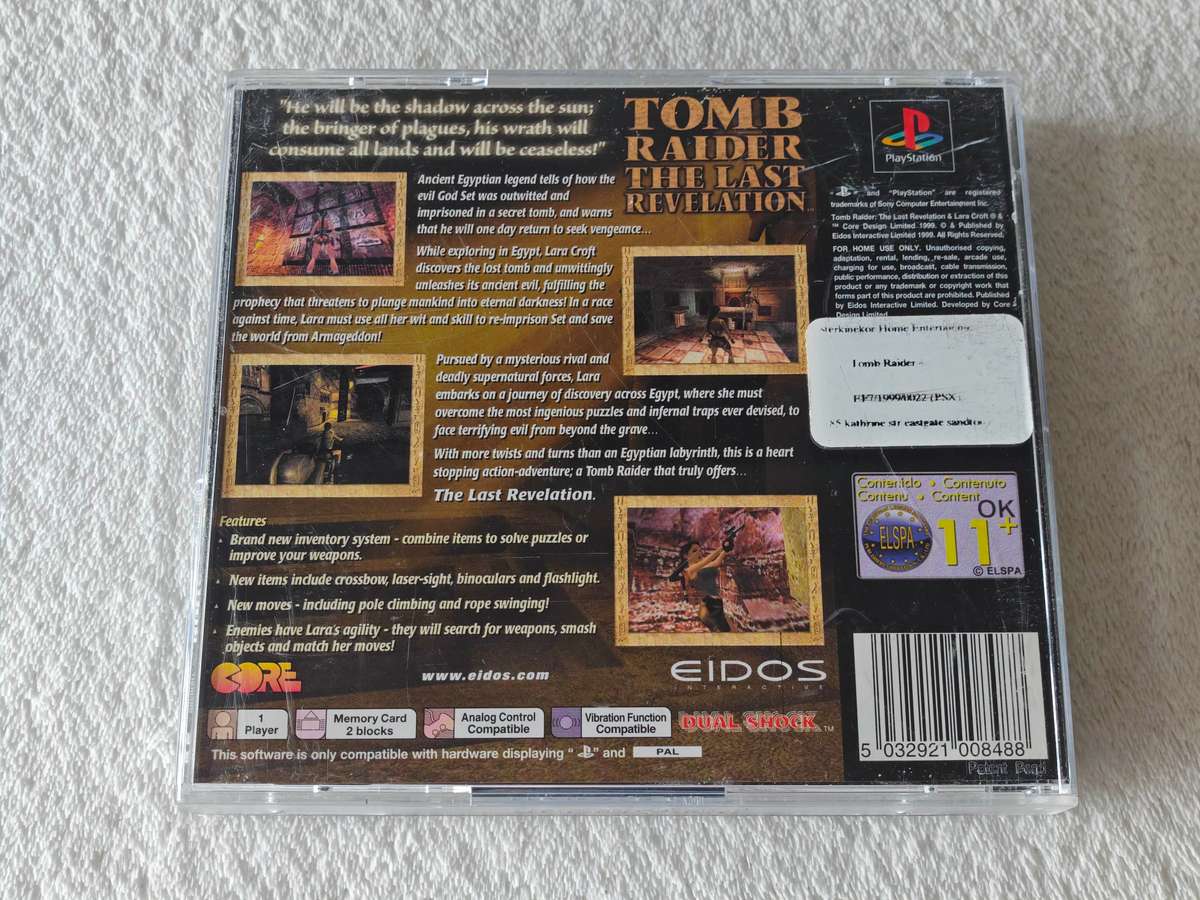 "He will be the shadow across the sun;
the bringer of plagues, his wrath will
consume all lands and will be ceaseless!"
TOMB
RAIDER
THE LAST
REVELATION
PlayStation
Ancient Egyptian legend tells of how the
evil God Set was outwitted and
imprisoned in a secret tomb, and warns
that he will one day return to seek vengeance...
While exploring in Egypt, Lara Croft
discovers the lost tomb and unwittingly
unleashes its ancient evil, fulfilling the
prophecy that threatens to plunge mankind into eternal darkness! In a race
against time, Lara must use all her wit and skill to re-imprison Set and save
the world from Armageddon!
Pursued by a mysterious rival and
deadly supernatural forces, Lara
embarks on a journey of discovery across Egypt, where she must
overcome the most ingenious puzzles and infernal traps ever devised, to
face terrifying evil from beyond the grave...
With more twists and turns than an Egyptian labyrinth, this is a heart
stopping action-adventure; a Tomb Raider that truly offers...
The Last Revelation.
Features
Brand new inventory system - combine items to solve puzzles or
improve your weapons.
New items include crossbow, laser-sight, binoculars and flashlight.
New moves - including pole climbing and rope swinging!
Enemies have Lara's agility - they will search for weapons, smash
objects and match her moves!
and "PlayStation" are registered
trademarks of Sony Computer Entertainment Inc.
Tomb Raider: The Last Revelation & Lara Croft ® &
™ Core Design Limited 1999. © & Published by
Eidos Interactive Limited 1999. All Rights Reserved.
FOR HOME USE ONLY. Unauthorised copying,
adaptation, rental, lending, re-sale, arcade use,
charging for use, broadcast, cable transmission,
public performance, distribution or extraction of this
product or any trademark or copyright work that
forms part of this product are prohibited. Published
by Eidos Interactive Limited. Developed by Core
Design Limited
sterkinekor Home
Tomb Raider -
(PSX
85 kathrine str eastgate
Contenido • Contenuto
Contenu • Content
OK
ELSPA
11+
© ELSPA
CORE
www.eidos.com
EIDOS
INTERACTIVE
1
Player
Memory Card
2 blocks
Analog Control
Compatible
Vibration Function
Compatible
DUAL SHOCK™
This software is only compatible with hardware displaying " " and PAL
5 032921 008488